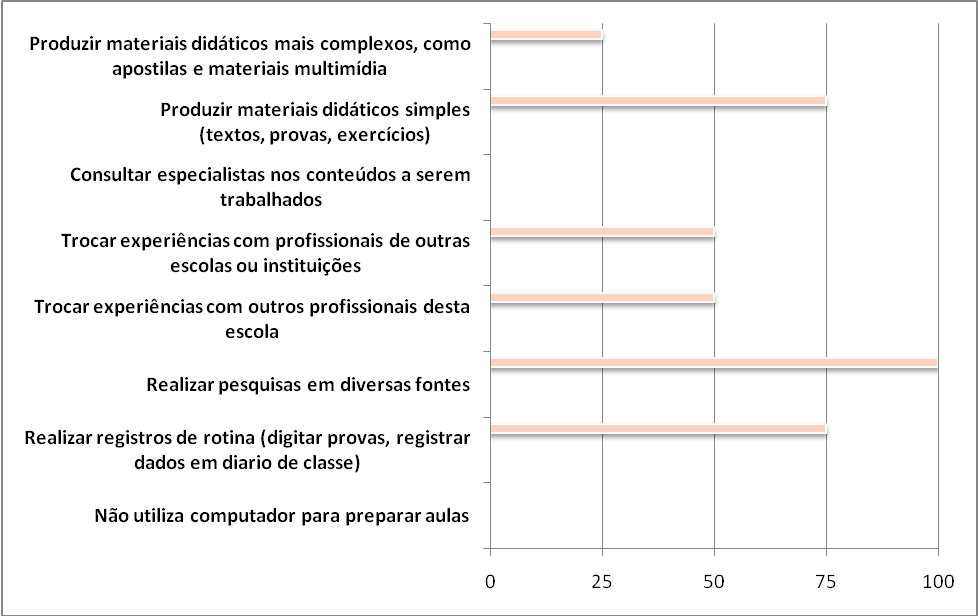 Produzir materiais didáticos mais complexos, como
apostilas e materiais multimídia
Produzir materiais didáticos simples
(textos, provas, exercícios)
Consultar especialistas nos conteúdos a serem
trabalhados
Trocar experiências com profissionais de outras
escolas ou instituições
Trocar experiências com outros profissionais desta
escola
Realizar pesquisas em diversas fontes
Realizar registros de rotina (digitar provas, registrar
dados em diario de classe)
Não utiliza computador para preparar aulas
0 25 50 75 100